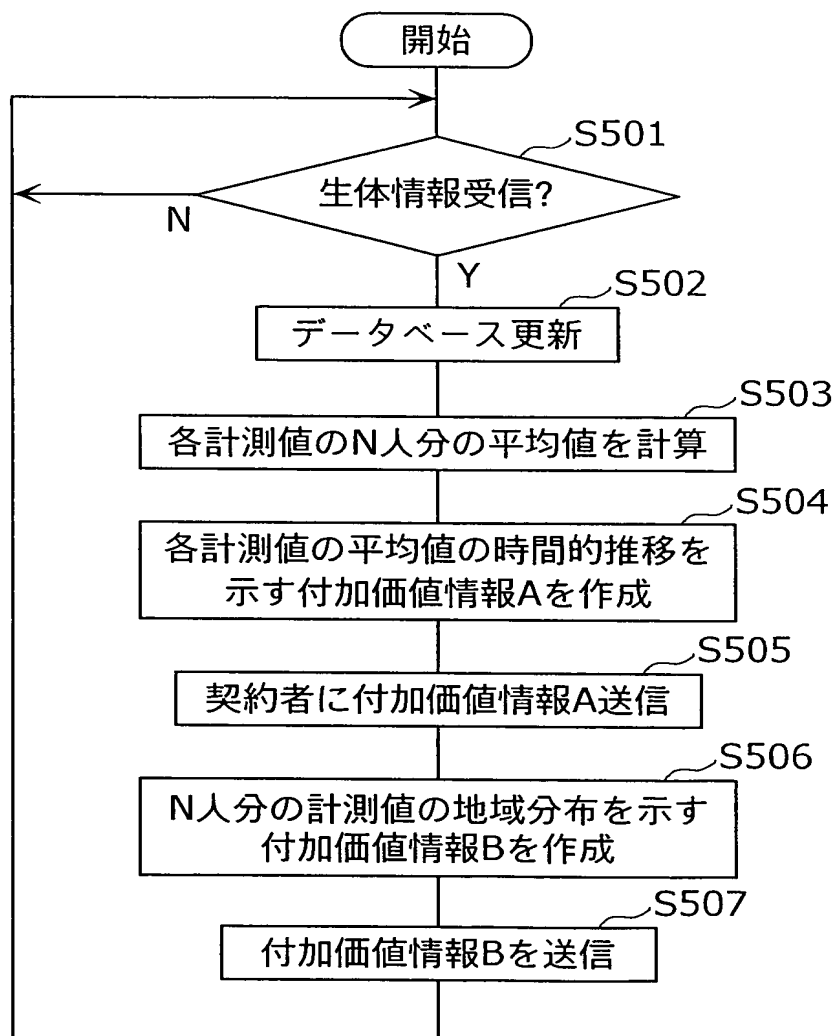 開始
S501
生体情報受信?
N
Y
S502
データベース更新
S503
各計測値のN人分の平均値を計算
S504
各計測値の平均値の時間的推移を
示す付加価値情報Aを作成
S505
契約者に付加価値情報A送信
S506
N人分の計測値の地域分布を示す
付加価値情報Bを作成
S507
付加価値情報Bを送信